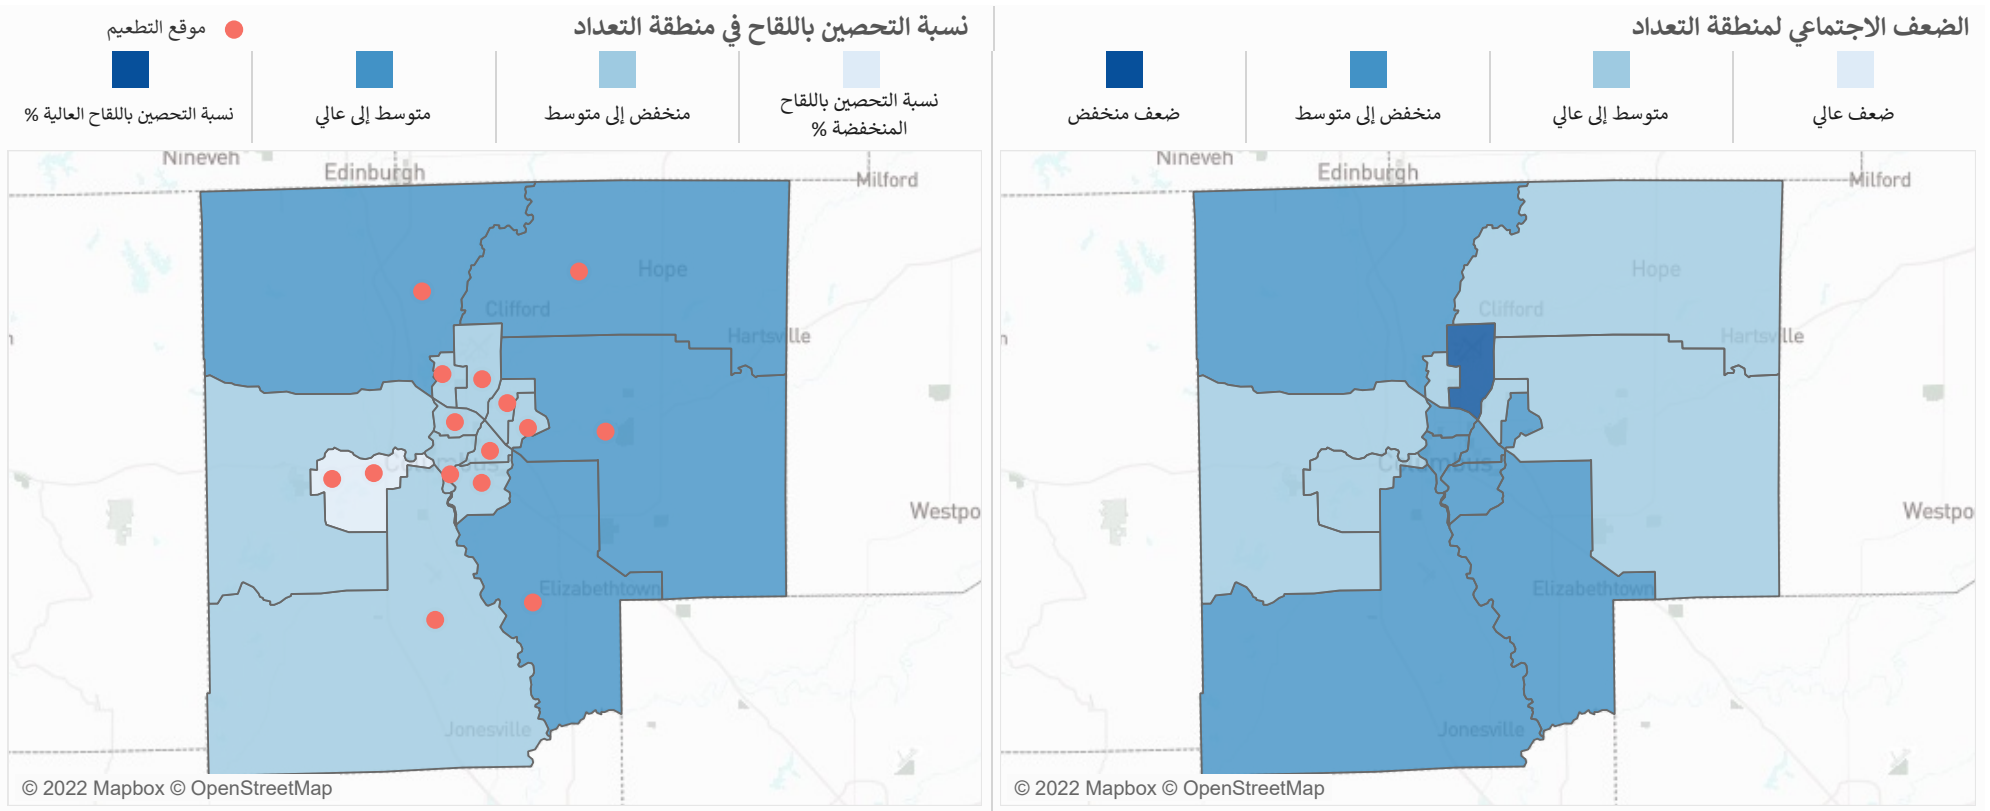 الضعف الاجتماعي لمنطقة التعداد
ضعف عالي
متوسط إلى عالي
منخفض إلى متوسط
ضعف منخفض
Nineveh
Edinburgh
Milford
Hope
Clifford
Hartsville
Columbus
Elizabethtown
Jonesville
© 2022 Mapbox © OpenStreetMap
نسبة التحصين باللقاح في منطقة التعداد
موقع التطعيم
نسبة التحصين باللقاح
المنخفضة %
منخفض إلى متوسط
متوسط إلى عالي
نسبة التحصين باللقاح العالية %
Nineveh
Edinburgh
Milford
Hope
Clifford
Hartsville
Columbus
Westpo
Elizabethtown
Jonesville
© 2022 Mapbox © OpenStreetMap